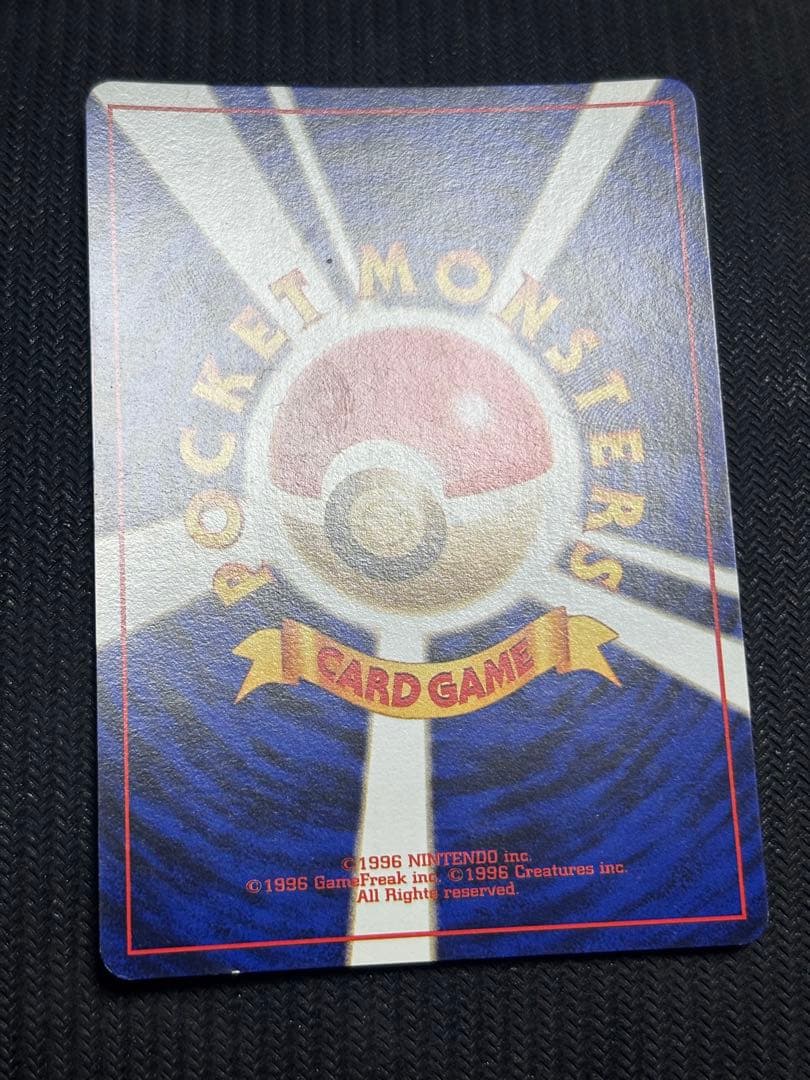 POCKET MONSTERS
CARD GAME
©1996 NINTENDO inc.
©1996 GameFreak inc. ©1996 Creatures inc.
All Rights reserved.